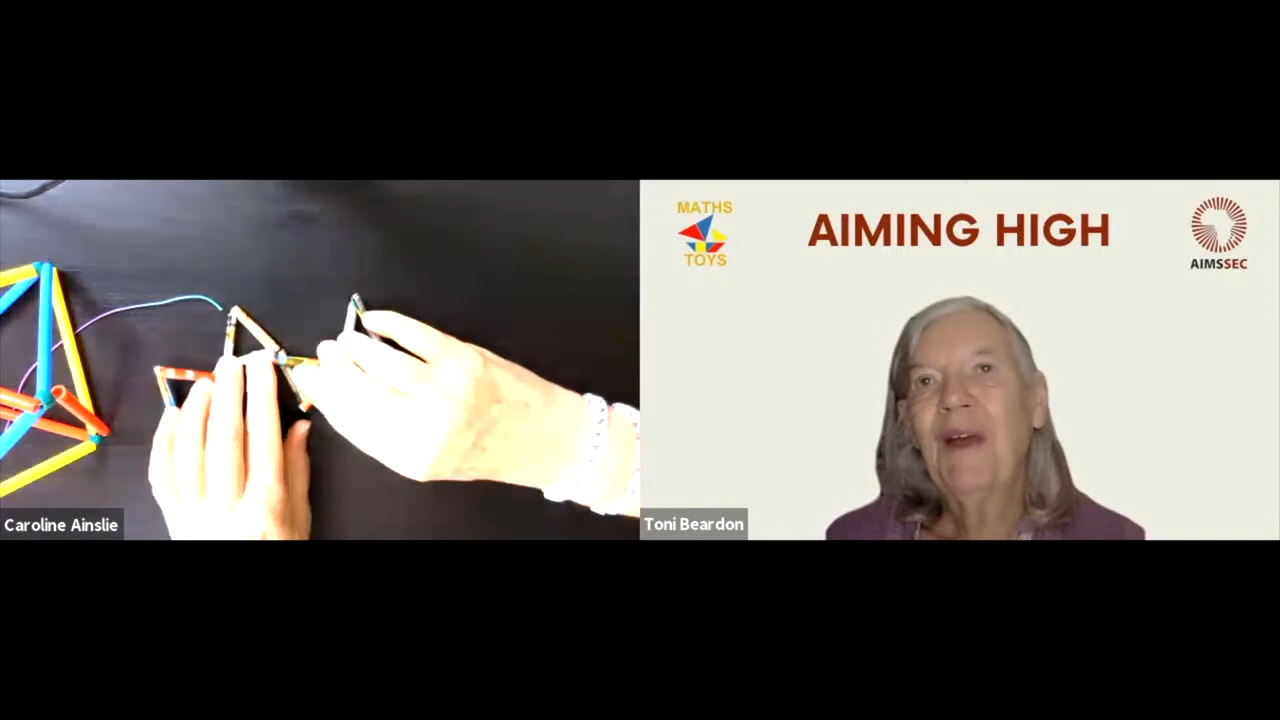 MATHS
TOYS
AIMING HIGH
AIMSSEC
Caroline Ainslie
Toni Beardon